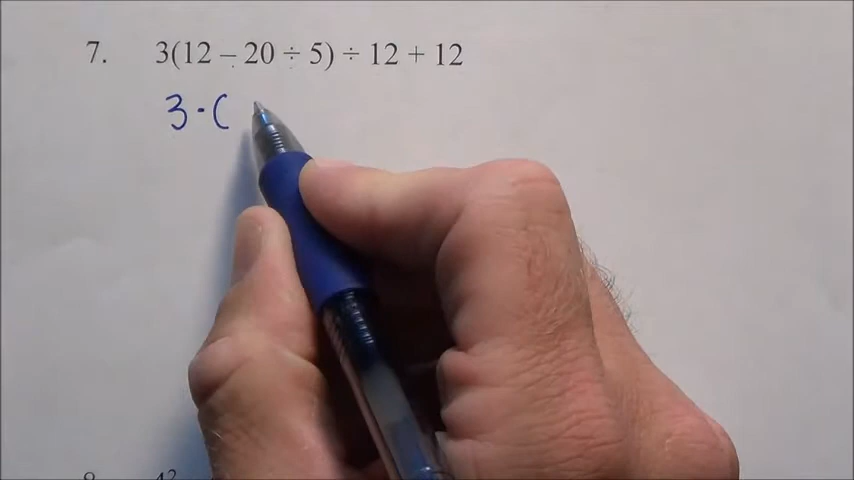 7. 3(12 – 20 ÷ 5) ÷ 12 + 12
3 · (